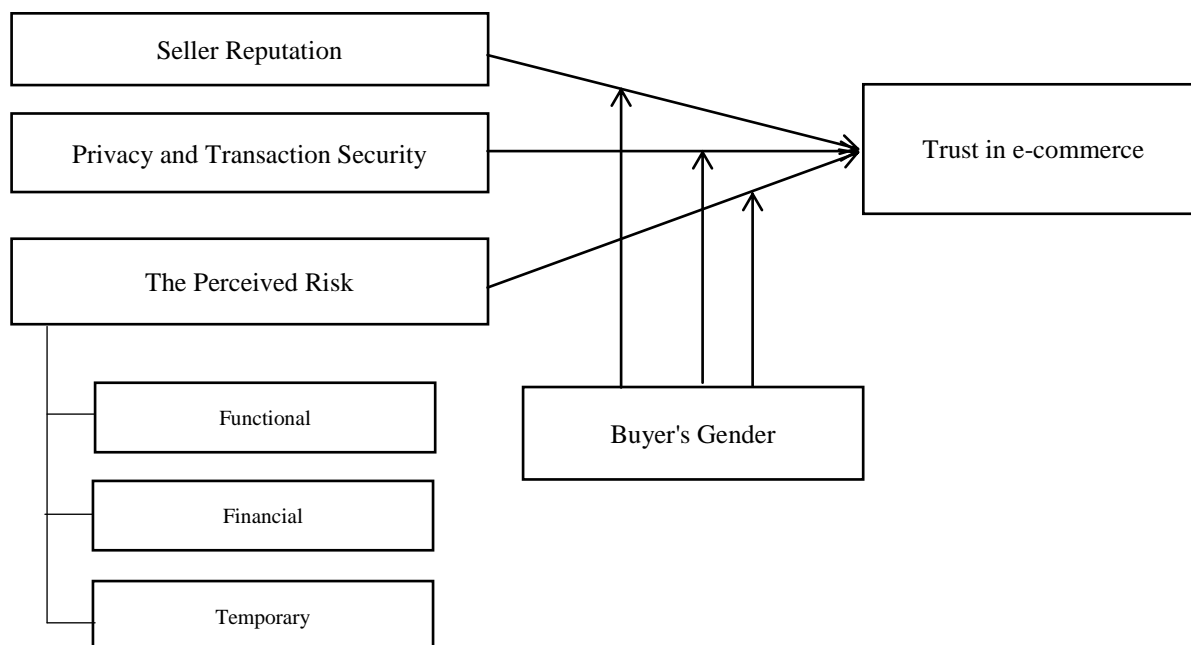 Seller Reputation
Privacy and Transaction Security
Trust in e-commerce
The Perceived Risk
Functional
Buyer's Gender
Financial
Temporary